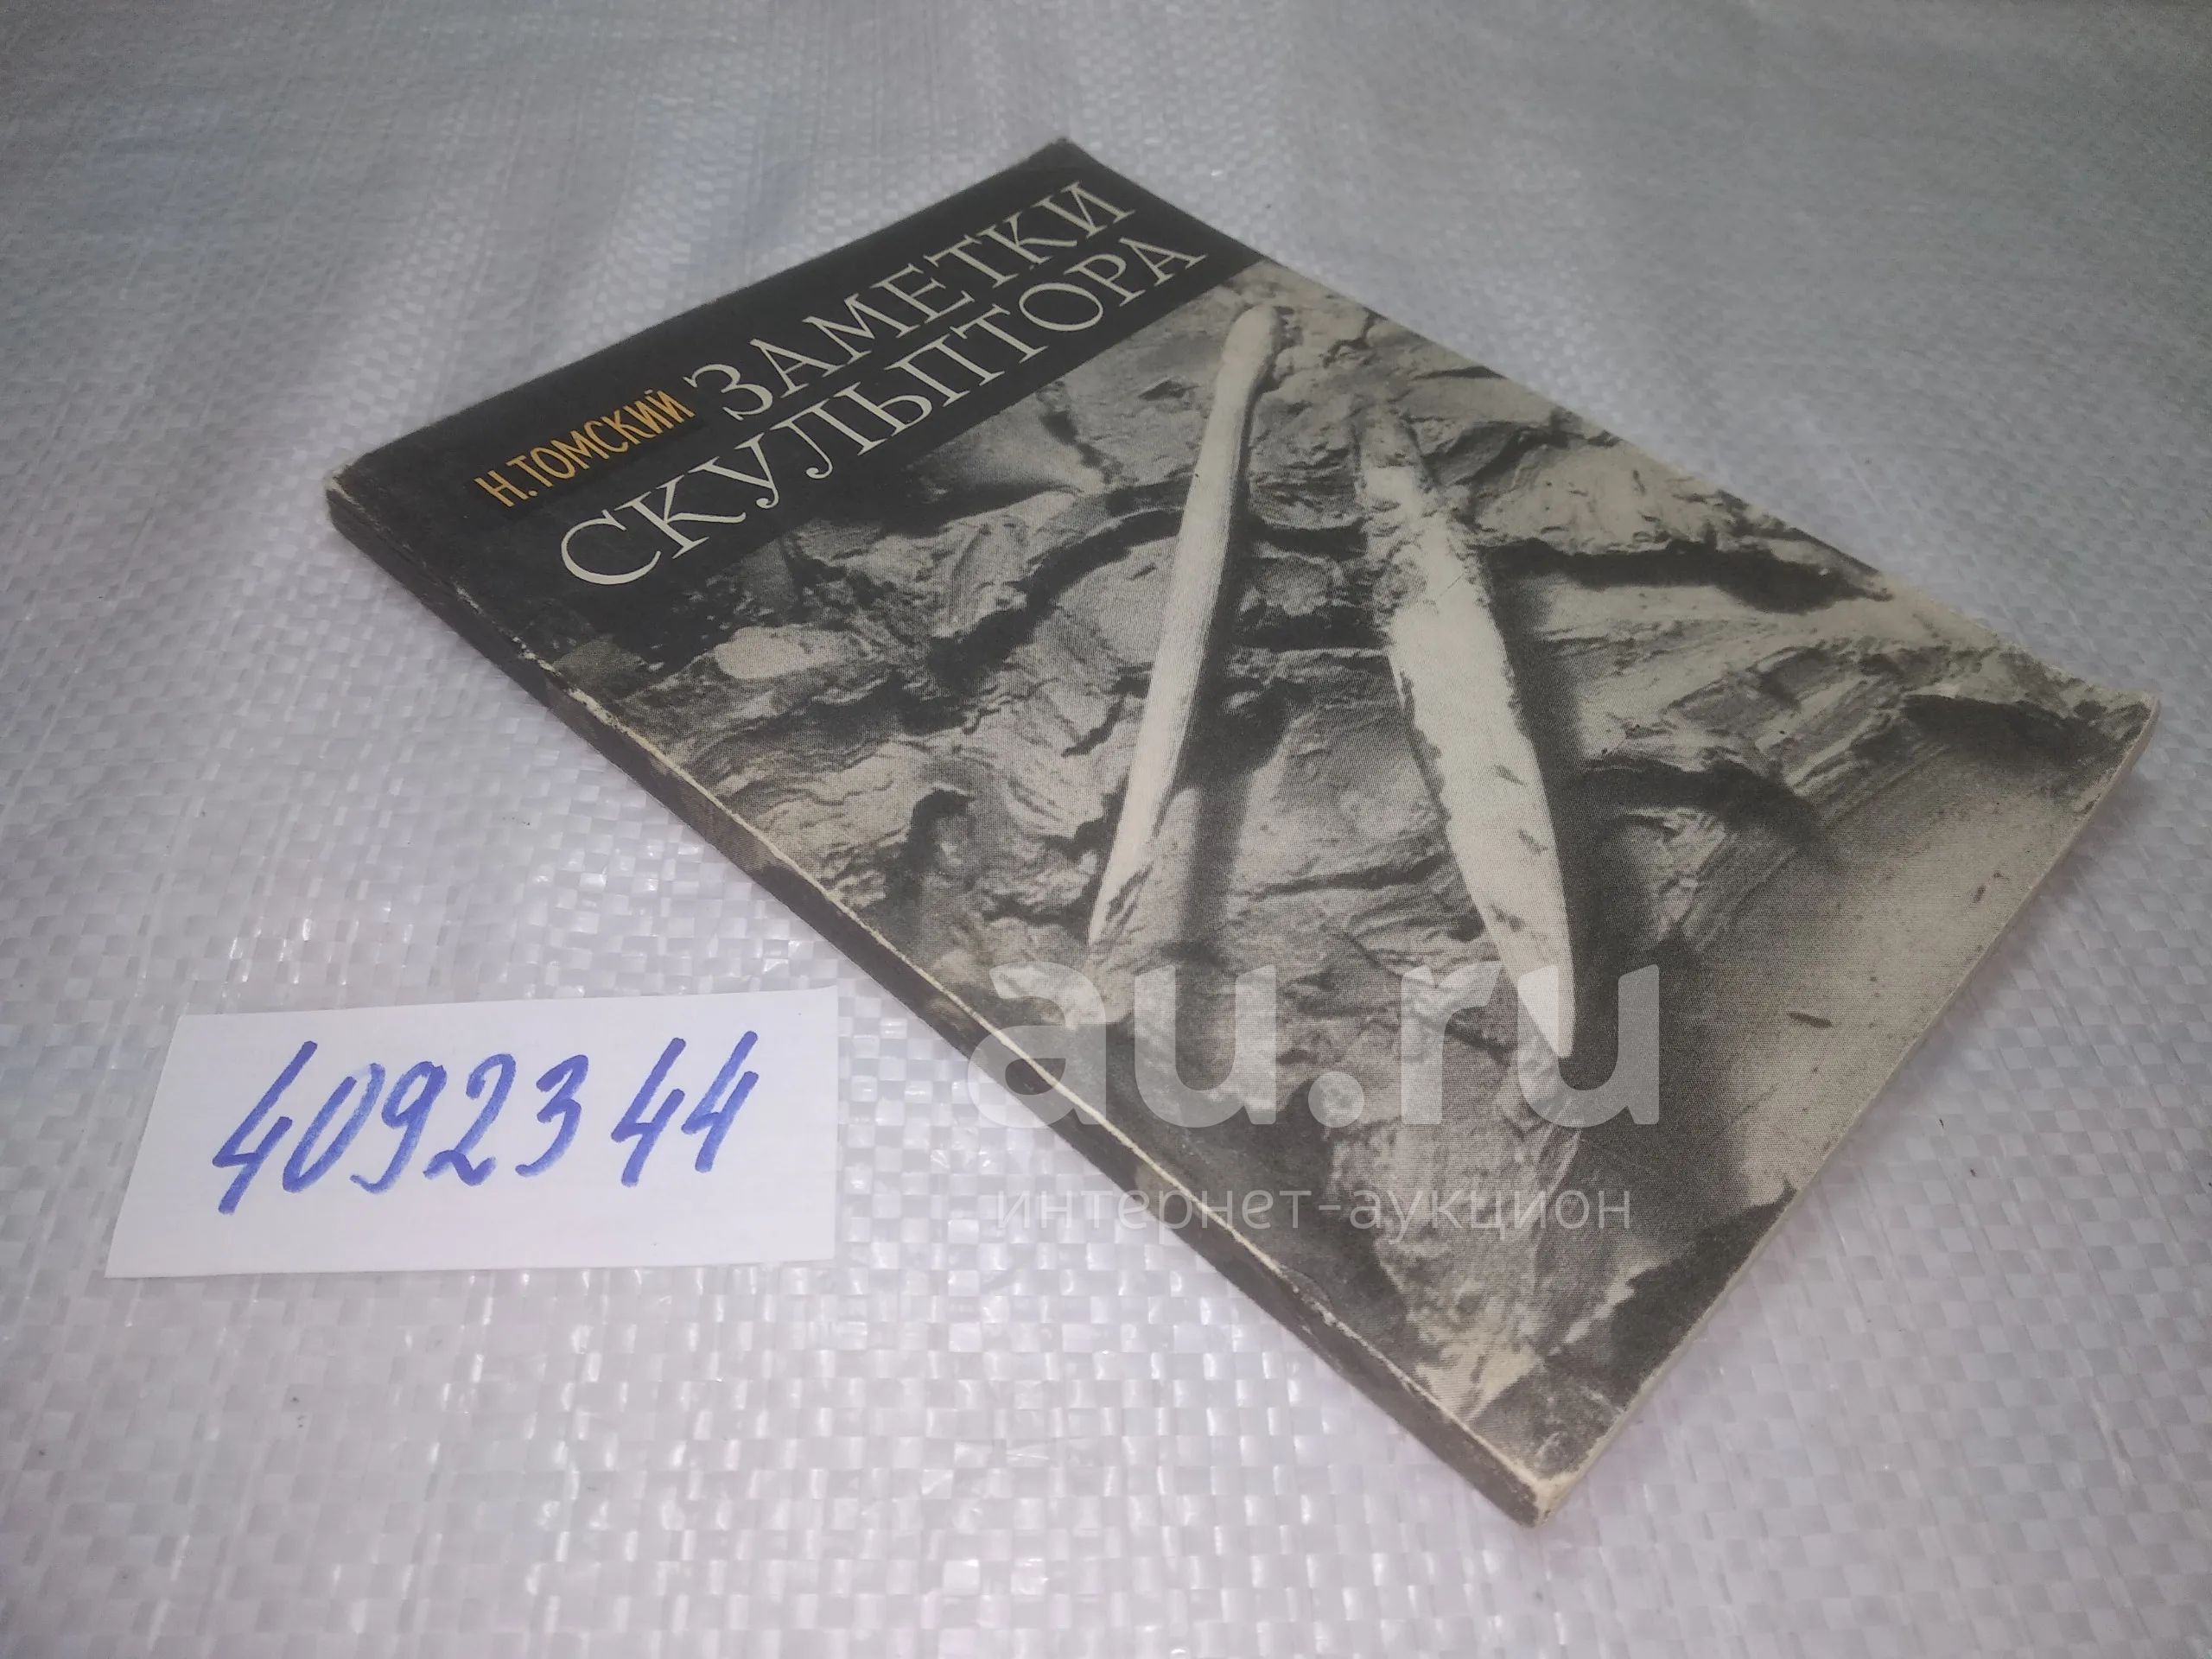 Н. ТОМСКИЙ
ЗАМЕТКИ
СКУЛЬПТОРА
4092344
au.ru
интернет-аукцион